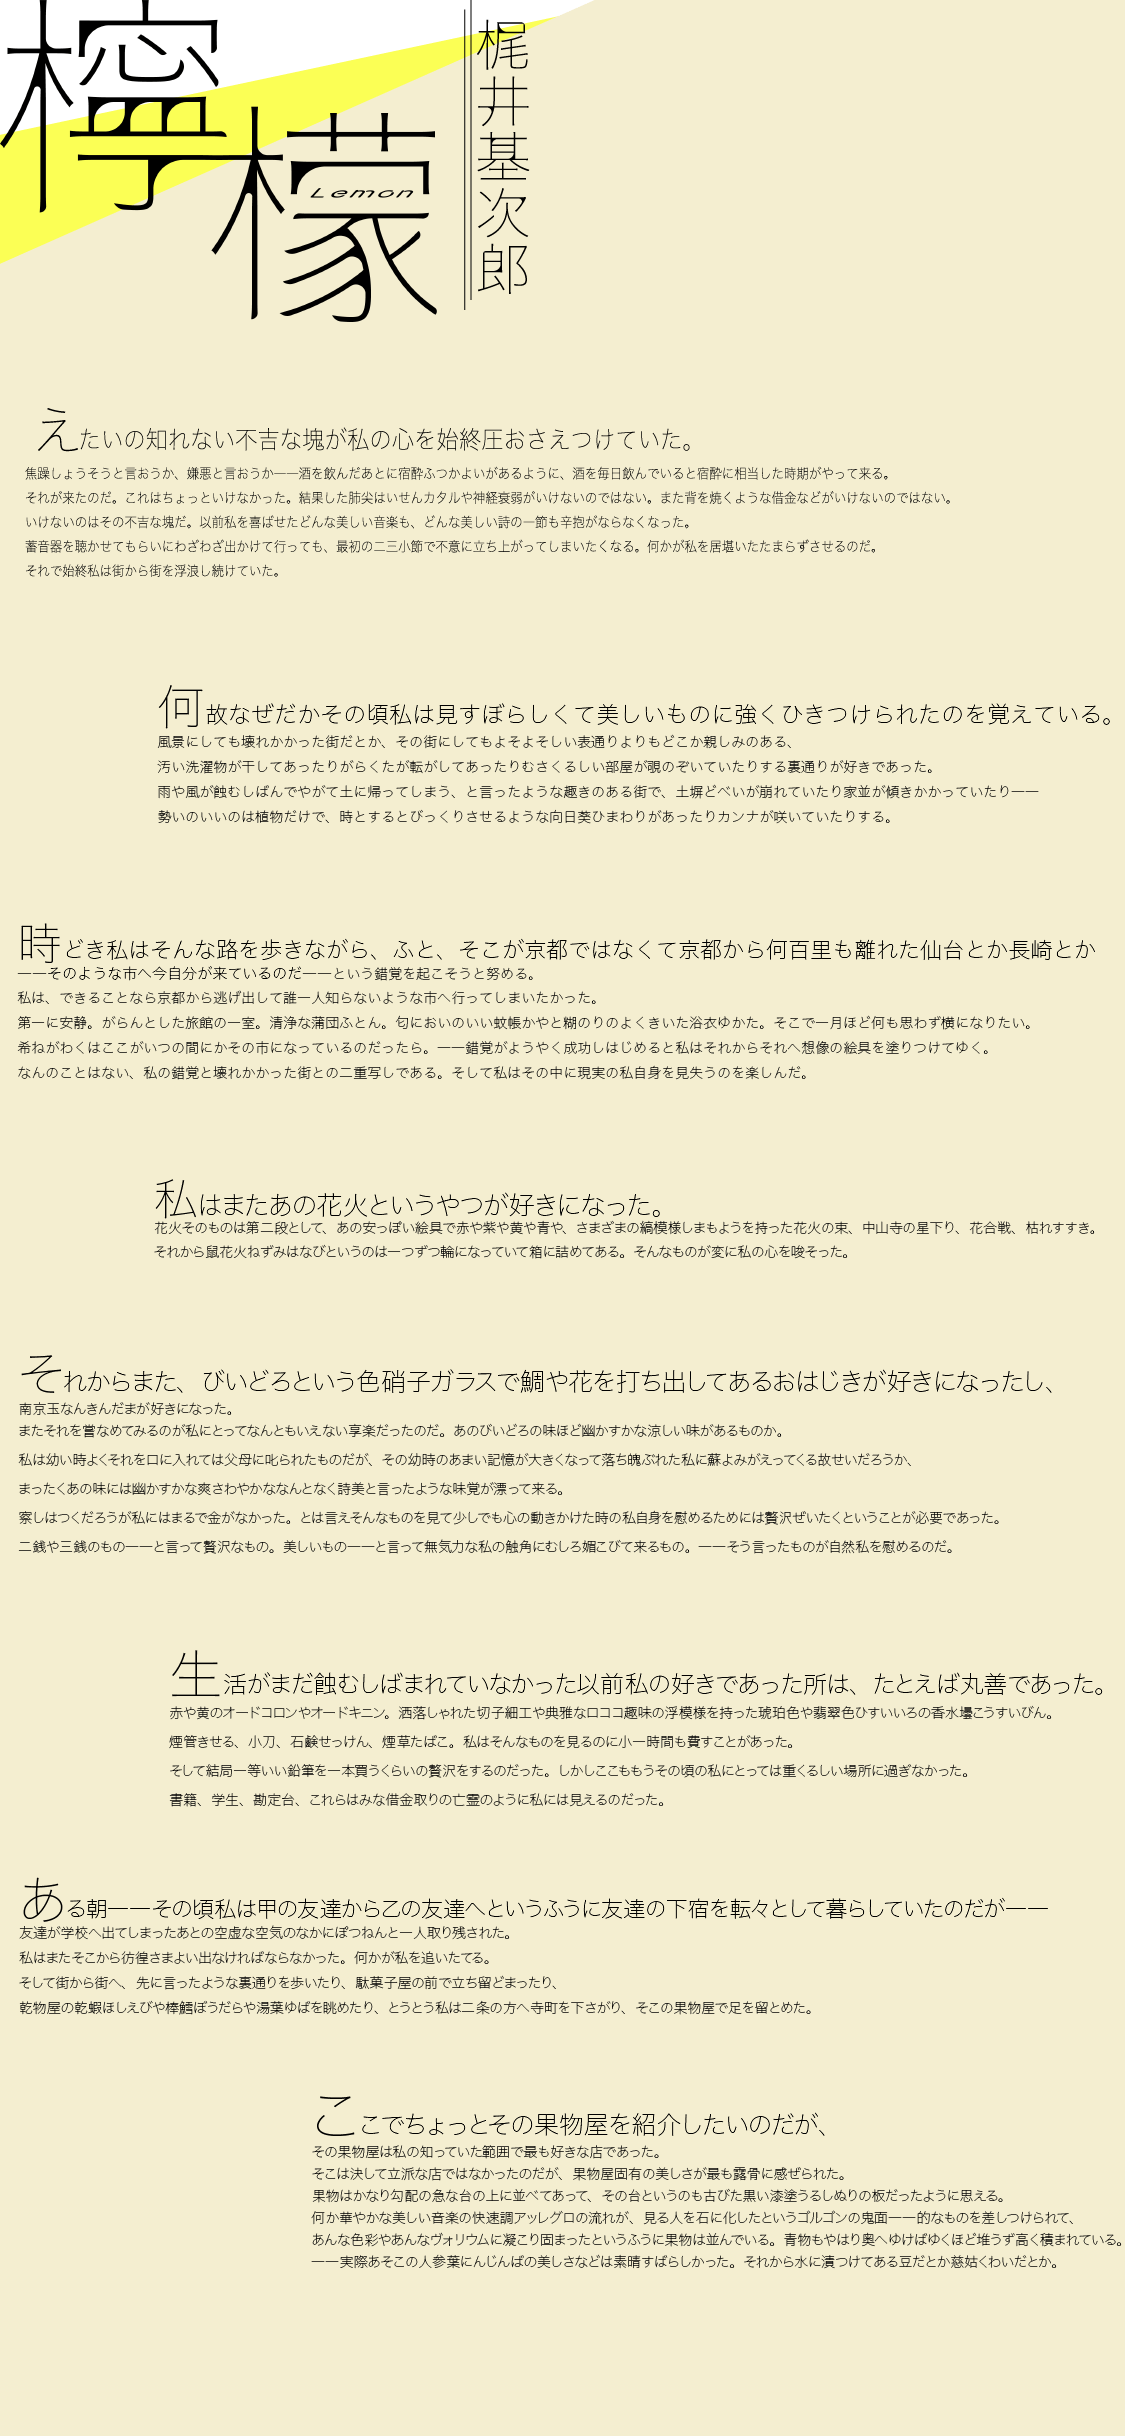 檸檬
Lemon
梶井基次郎
えたいの知れない不吉な塊が私の心を始終圧おさえつけていた。
焦躁しょうそうと言おうか、嫌悪と言おうか――酒を飲んだあとに宿酔ふつかよいがあるように、酒を毎日飲んでいると宿酔に相当した時期がやって来る。
それが来たのだ。これはちょっといけなかった。結果した肺尖はいせんカタルや神経衰弱がいけないのではない。また背を焼くような借金などがいけないのではない。
いけないのはその不吉な塊だ。以前私を喜ばせたどんな美しい音楽も、どんな美しい詩の一節も辛抱がならなくなった。
蓄音器を聴かせてもらいにわざわざ出かけて行っても、最初の二三小節で不意に立ち上がってしまいたくなる。何かが私を居堪いたたまらずさせるのだ。
それで始終私は街から街を浮浪し続けていた。
何故なぜだかその頃私は見すぼらしくて美しいものに強くひきつけられたのを覚えている。
風景にしても壊れかかった街だとか、その街にしてもよそよそしい表通りよりもどこか親しみのある、
汚い洗濯物が干してあったりがらくたが転がしてあったりむさくるしい部屋が覗のぞいていたりする裏通りが好きであった。
雨や風が蝕むしばんでやがて土に帰ってしまう、と言ったような趣きのある街で、土塀どべいが崩れていたり家並が傾きかかっていたり――
勢いのいいのは植物だけで、時とするとびっくりさせるような向日葵ひまわりがあったりカンナが咲いていたりする。
時どき私はそんな路を歩きながら、ふと、そこが京都ではなくて京都から何百里も離れた仙台とか長崎とか
――そのような市へ今自分が来ているのだ――という錯覚を起こそうと努める。
私は、できることなら京都から逃げ出して誰一人知らないような市へ行ってしまいたかった。
第一に安静。がらんとした旅館の一室。清浄な蒲団ふとん。匂においのいい蚊帳かやと糊のりのよくきいた浴衣ゆかた。そこで一月ほど何も思わず横になりたい。
希ねがわくはここがいつの間にかその市になっているのだったら。――錯覚がようやく成功しはじめると私はそれからそれへ想像の絵具を塗りつけてゆく。
なんのことはない、私の錯覚と壊れかかった街との二重写しである。そして私はその中に現実の私自身を見失うのを楽しんだ。
私はまたあの花火というやつが好きになった。
花火そのものは第二段として、あの安っぽい絵具で赤や紫や黄や青や、さまざまの縞模様しまもようを持った花火の束、中山寺の星下り、花合戦、枯れすすき。
それから鼠花火ねずみはなびというのは一つずつ輪になっていて箱に詰めてある。そんなものが変に私の心を唆そった。
それからまた、びいどろという色硝子ガラスで鯛や花を打ち出してあるおはじきが好きになったし、
南京玉なんきんだまが好きになった。
またそれを嘗なめてみるのが私にとってなんともいえない享楽だったのだ。あのびいどろの味ほど幽かすかな涼しい味があるものか。
私は幼い時よくそれを口に入れては父母に叱られたものだが、その幼時のあまい記憶が大きくなって落ち魄ぶれた私に蘇よみがえってくる故せいだろうか、
まったくあの味には幽かすかな爽さわやかななんとなく詩美と言ったような味覚が漂って来る。
察しはつくだろうが私にはまるで金がなかった。とは言えそんなものを見て少しでも心の動きかけた時の私自身を慰めるためには贅沢ぜいたくということが必要であった。
二銭や三銭のもの――と言って贅沢なもの。美しいもの――と言って無気力な私の触角にむしろ媚こびて来るもの。――そう言ったものが自然私を慰めるのだ。
生活がまだ蝕むしばまれていなかった以前私の好きであった所は、たとえば丸善であった。
赤や黄のオードコロンやオードキニン。洒落しゃれた切子細工や典雅なロココ趣味の浮模様を持った琥珀色や翡翠色ひすいいろの香水壜こうすいびん。
煙管きせる、小刀、石鹸せっけん、煙草たばこ。私はそんなものを見るのに小一時間も費すことがあった。
そして結局一等いい鉛筆を一本買うくらいの贅沢をするのだった。しかしここももうその頃の私にとっては重くるしい場所に過ぎなかった。
書籍、学生、勘定台、これらはみな借金取りの亡霊のように私には見えるのだった。
ある朝――その頃私は甲の友達から乙の友達へというふうに友達の下宿を転々として暮らしていたのだが――
友達が学校へ出てしまったあとの空虚な空気のなかにぽつねんと一人取り残された。
私はまたそこから彷徨さまよい出なければならなかった。何かが私を追いたてる。
そして街から街へ、先に言ったような裏通りを歩いたり、駄菓子屋の前で立ち留どまったり、
乾物屋の乾蝦ほしえびや棒鱈ぼうだらや湯葉ゆばを眺めたり、とうとう私は二条の方へ寺町を下さがり、そこの果物屋で足を留とめた。
ここでちょっとその果物屋を紹介したいのだが、
その果物屋は私の知っていた範囲で最も好きな店であった。
そこは決して立派な店ではなかったのだが、果物屋固有の美しさが最も露骨に感ぜられた。
果物はかなり勾配の急な台の上に並べてあって、その台というのも古びた黒い漆塗うるしぬりの板だったように思える。
何か華やかな美しい音楽の快速調アッレグロの流れが、見る人を石に化したというゴルゴンの鬼面――的なものを差しつけられて、
あんな色彩やあんなヴォリウムに凝こり固まったというふうに果物は並んでいる。青物もやはり奥へゆけばゆくほど堆うず高く積まれている。
――実際あそこの人参葉にんじんばの美しさなどは素晴すばらしかった。それから水に漬つけてある豆だとか慈姑くわいだとか。